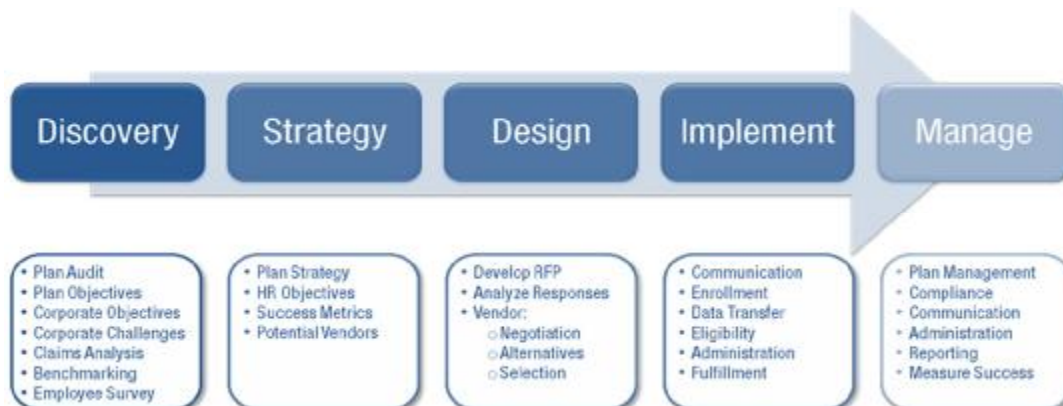 Discovery
Strategy
Design
Implement
Manage
• Plan Audit
• Plan Objectives
• Corporate Objectives
• Corporate Challenges
• Claims Analysis
• Benchmarking
• Employee Survey
• Plan Strategy
• HR Objectives
• Success Metrics
• Potential Vendors
• Develop RFP
• Analyze Responses
• Vendor:
o Negotiation
o Alternatives
o Selection
• Communication
• Enrollment
• Data Transfer
• Eligibility
• Administration
• Fulfillment
• Plan Management
• Compliance
• Communication
• Administration
• Reporting
• Measure Success